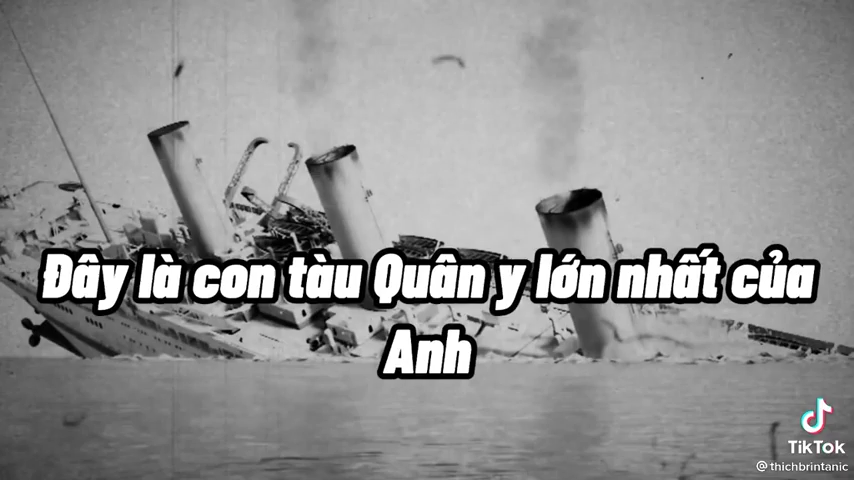 Đây là con tàu Quân y lớn nhất của
Anh
TikTok
@thichbrintanic